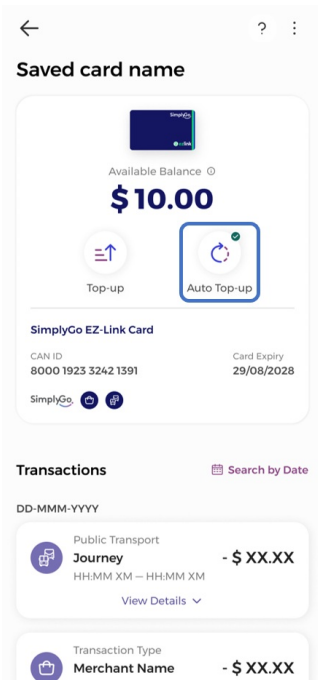 ?
Saved card name
SimplyGo
ezlink
Available Balance
$10.00
Top-up
Auto Top-up
SimplyGo EZ-Link Card
CAN ID
Card Expiry
8000 1923 3242 1391
29/08/2028
SimplyGo
Transactions
Search by Date
DD-MMM-YYYY
Public Transport
Journey
- $ XX.XX
HH:MM XM — HH:MM XM
View Details
Transaction Type
Merchant Name
- $ XX.XX